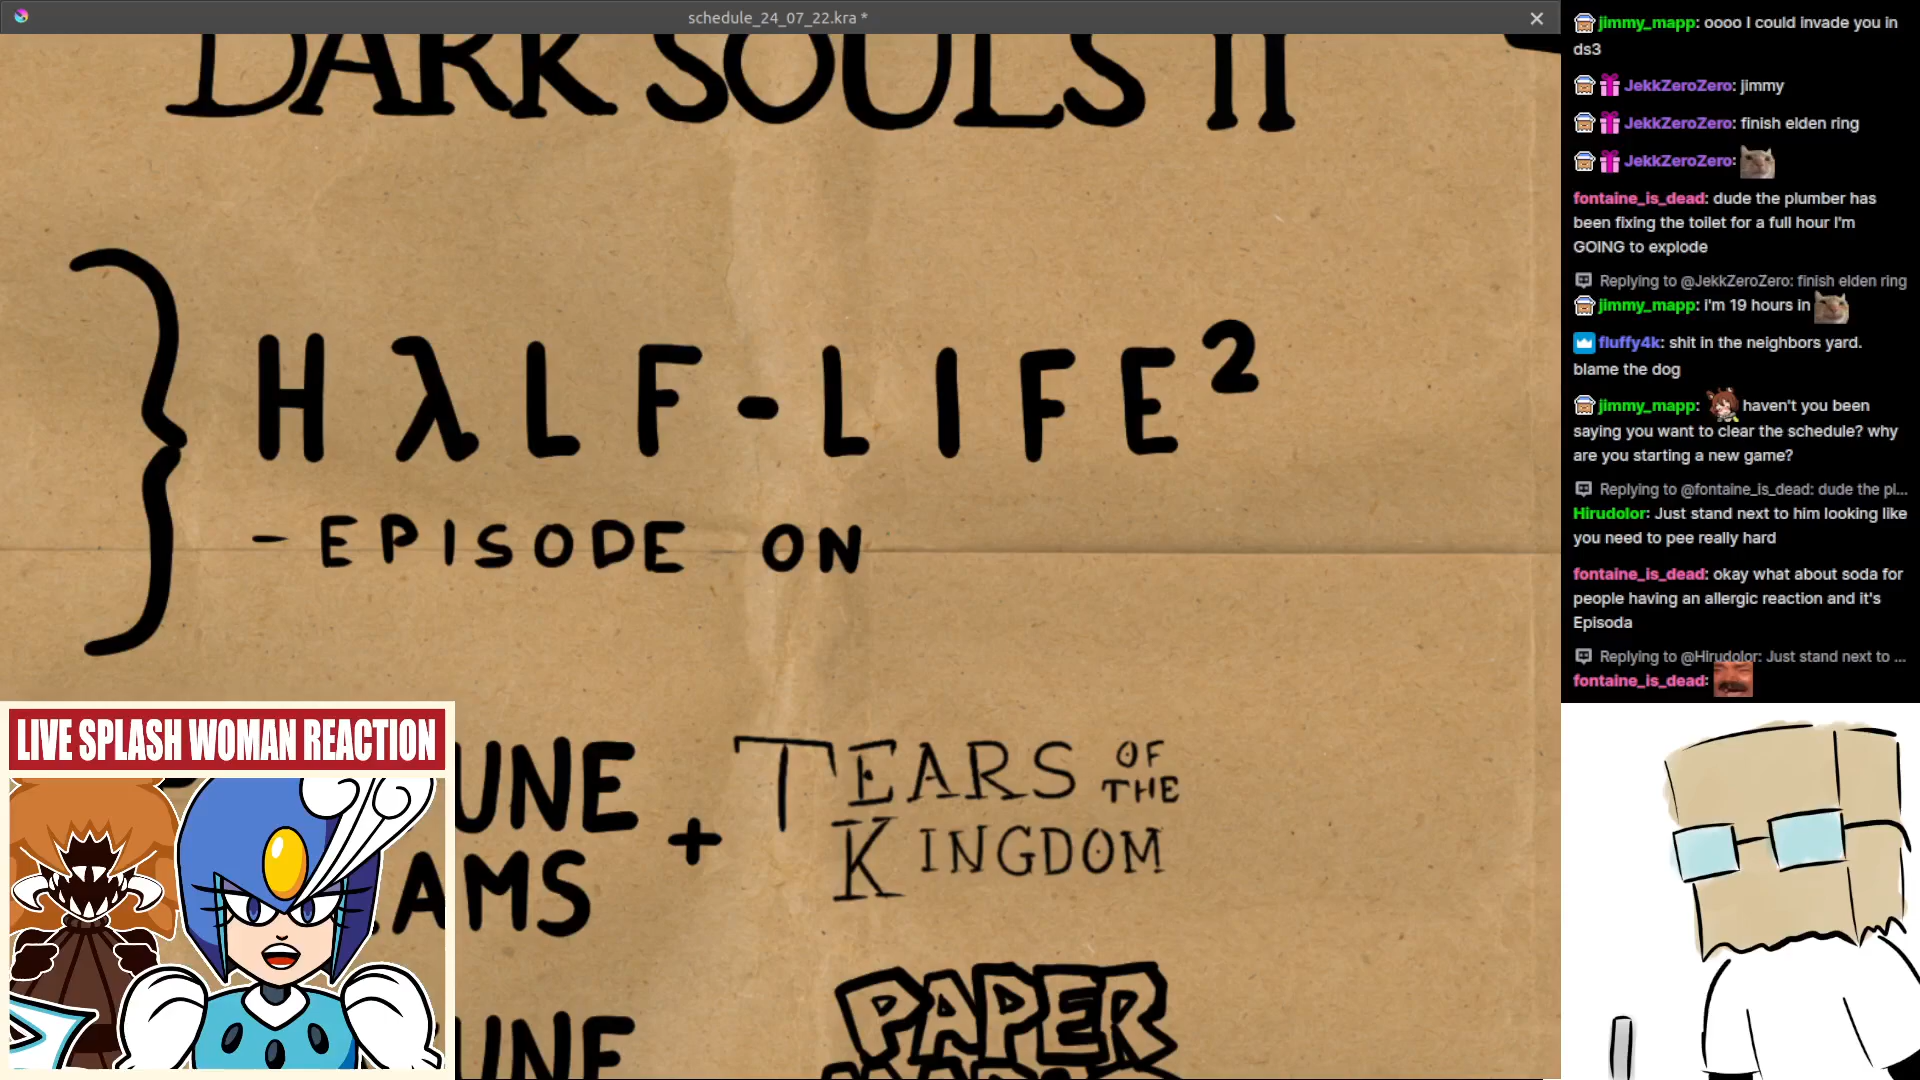 schedule_24_07_22.kra *
DARK SOULS II
HλLF-LIFE²
- EPISODE ON
UNE
AMS
+
TEARS OF THE
KINGDOM
UNE
PAPER
LIVE SPLASH WOMAN REACTION
jimmy_mapp: oooo I could invade you in
ds3
JekkZeroZero: jimmy
JekkZeroZero: finish elden ring
JekkZeroZero:
fontaine_is_dead: dude the plumber has
been fixing the toilet for a full hour I'm
GOING to explode
Replying to @JekkZeroZero: finish elden ring
jimmy_mapp: i'm 19 hours in
fluffy4k: shit in the neighbors yard.
blame the dog
jimmy_mapp: haven't you been
saying you want to clear the schedule? why
are you starting a new game?
Replying to @fontaine_is_dead: dude the pl...
Hirudolor: Just stand next to him looking like
you need to pee really hard
fontaine_is_dead: okay what about soda for
people having an allergic reaction and it's
Episoda
Replying to @Hirudolor: Just stand next to ...
fontaine_is_dead: